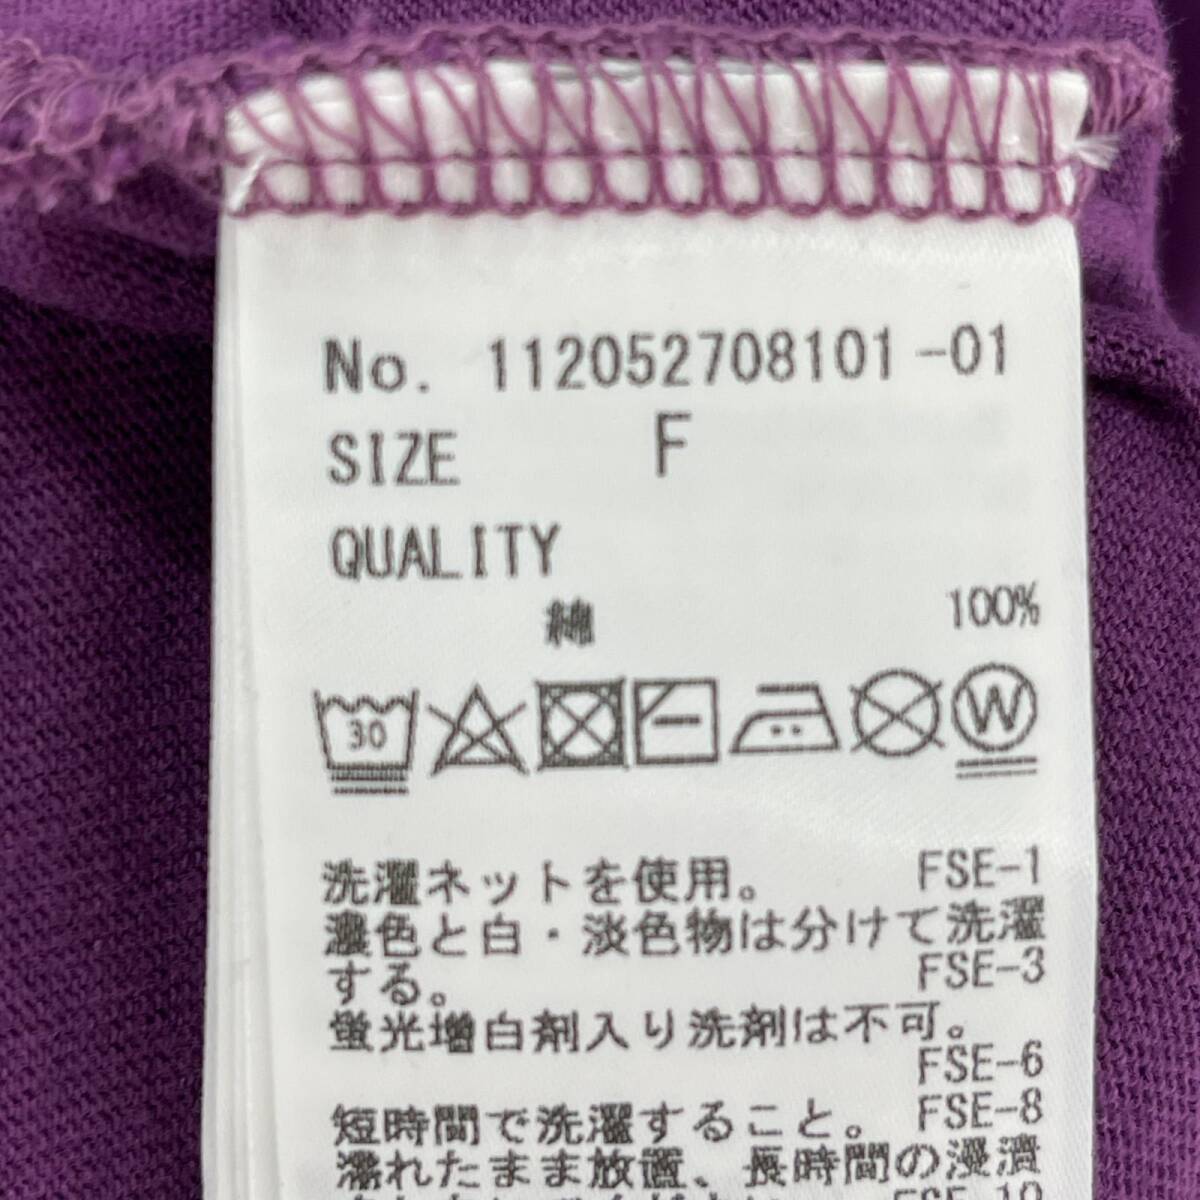 No. 112052708101-01
SIZE F
QUALITY
綿 100%
30
W
洗濯ネットを使用。 FSE-1
濃色と白・淡色物は分けて洗濯
する。 FSE-3
蛍光増白剤入り洗剤は不可。
FSE-6
短時間で洗濯すること。 FSE-8
濡れたまま放置、長時間の浸漬
FSE-10